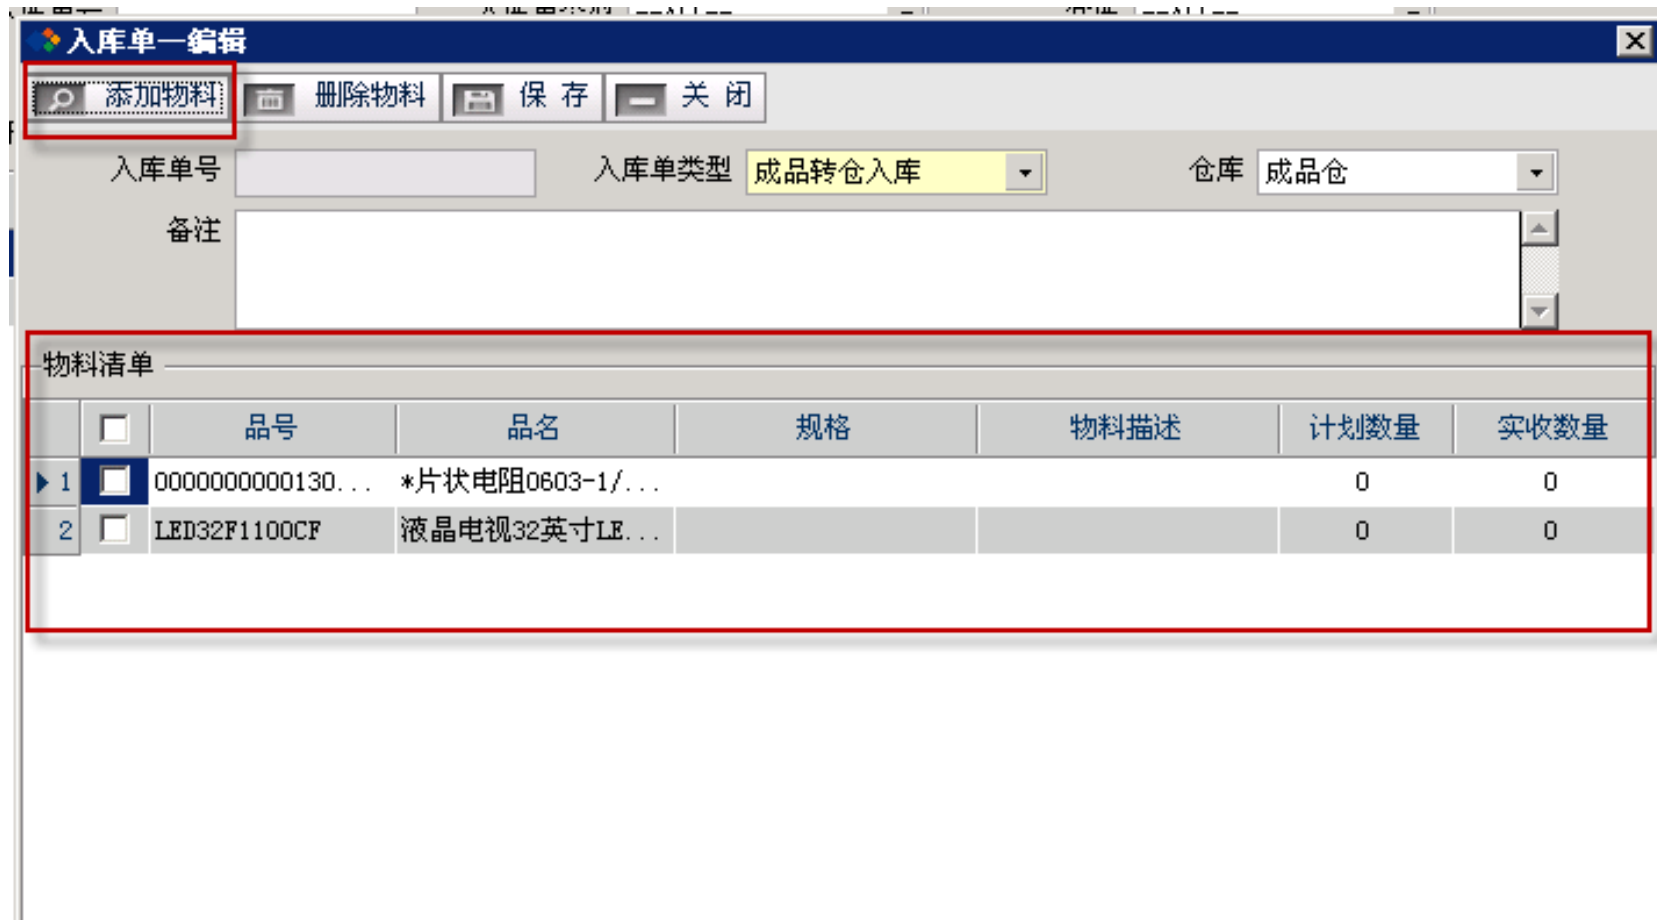 入库单—编辑
添加物料 删除物料 保 存 关 闭
入库单号 入库单类型 成品转仓入库 仓库 成品仓
备注
物料清单
品号 品名 规格 物料描述 计划数量 实收数量
1 0000000000130... *片状电阻0603-1/... 0 0
2 LED32F1100CF 液晶电视32英寸LE... 0 0